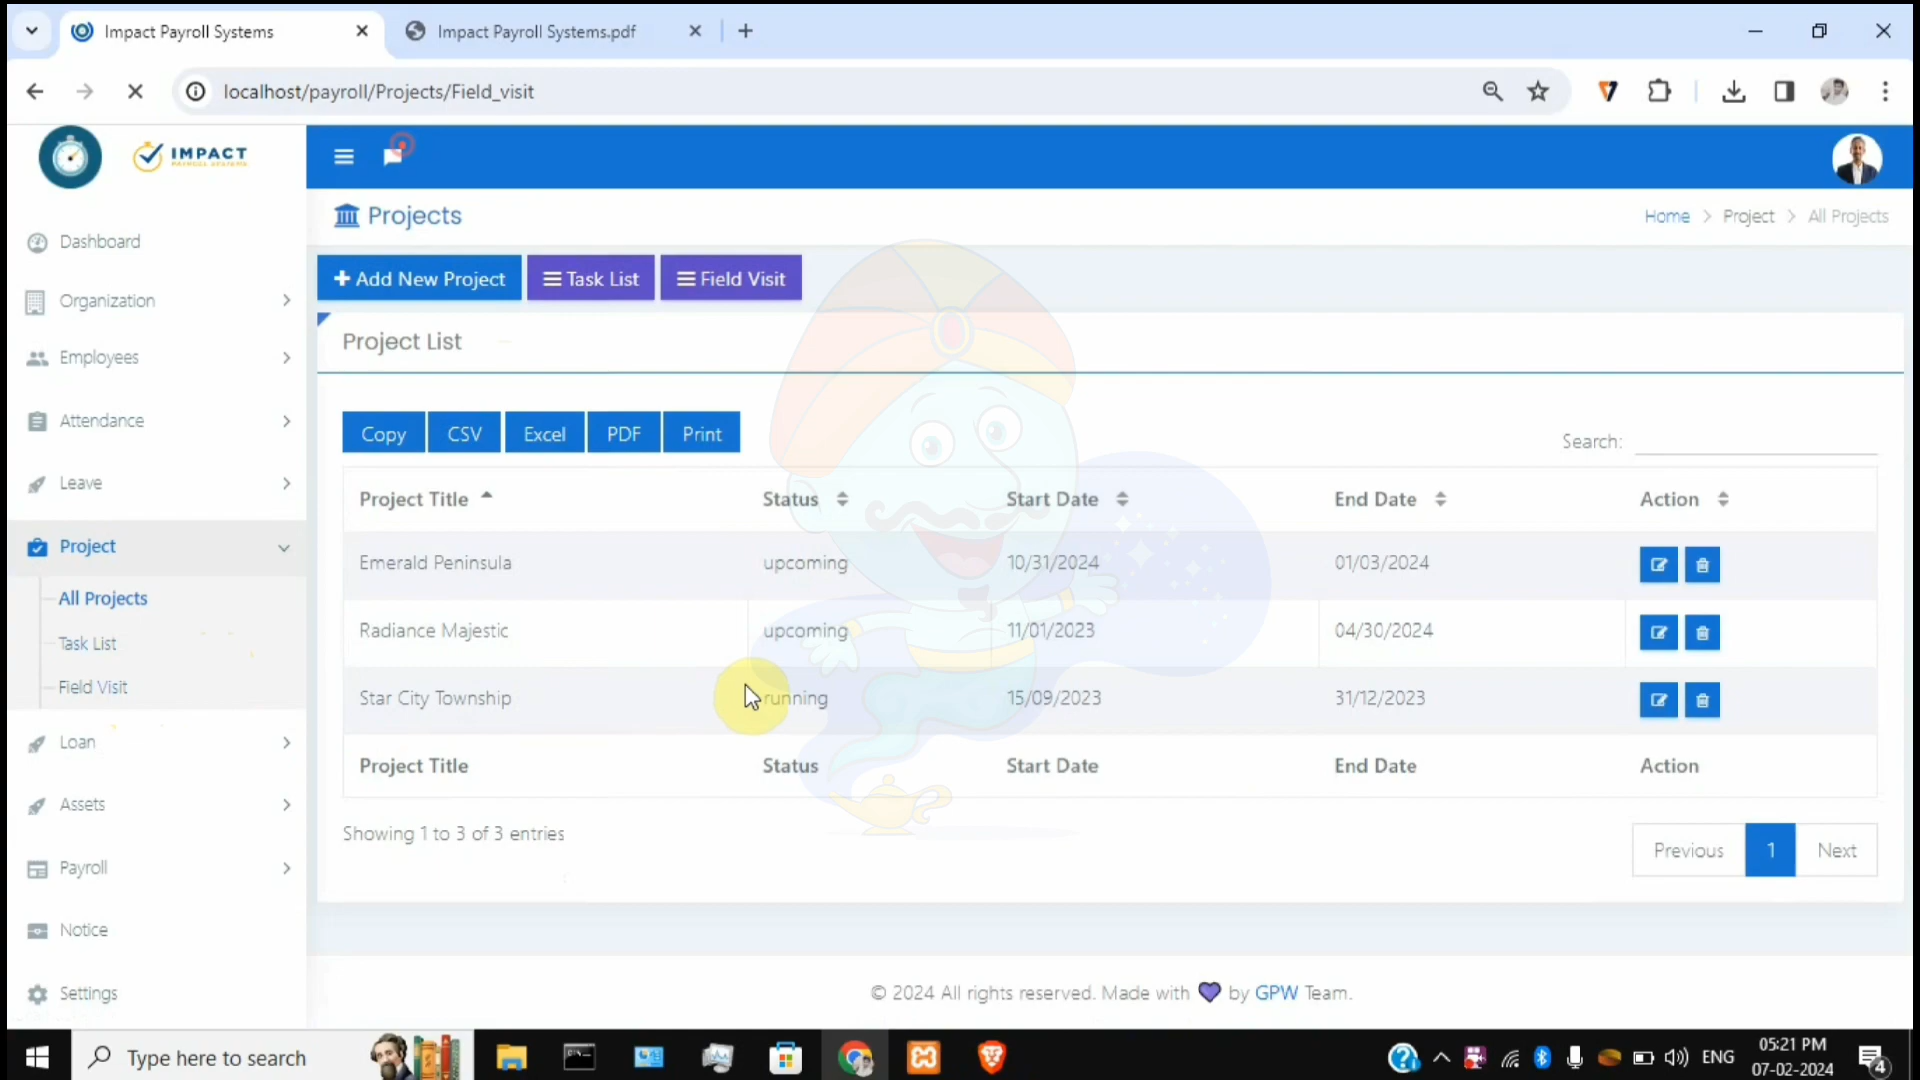 Impact Payroll Systems
Impact Payroll Systems.pdf
localhost/payroll/Projects/Field_visit
IMPACT
PAYROLL SYSTEMS
Projects
Home > Project > All Projects
Dashboard
Organization
Employees
Attendance
Leave
Project
All Projects
Task List
Field Visit
Loan
Assets
Payroll
Notice
Settings
Add New Project
Task List
Field Visit
Project List
Copy CSV Excel PDF Print
Search:
Project Title Status Start Date End Date Action
Emerald Peninsula upcoming 10/31/2024 01/03/2024
Radiance Majestic upcoming 11/01/2023 04/30/2024
Star City Township running 15/09/2023 31/12/2023
Project Title Status Start Date End Date Action
Showing 1 to 3 of 3 entries
Previous 1 Next
© 2024 All rights reserved. Made with 💜 by GPW Team.
Type here to search
ENG
05:21 PM
07-02-2024
4